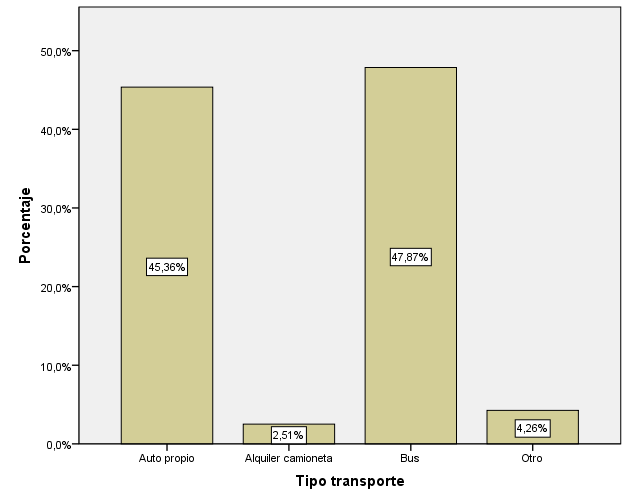 Porcentaje
50,0%
40,0%
30,0%
20,0%
10,0%
0,0%
45,36%
2,51%
47,87%
4,26%
Auto propio
Alquiler camioneta
Bus
Otro
Tipo transporte